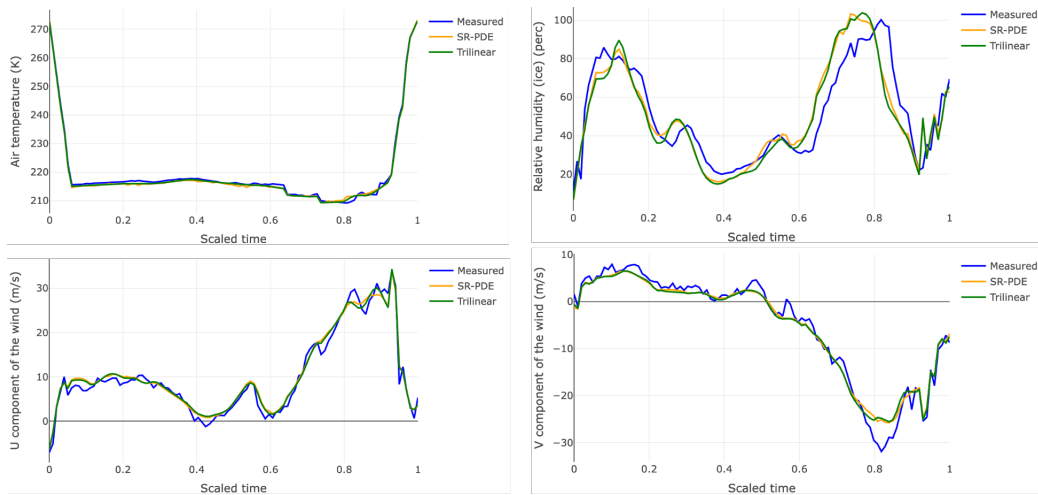 Air temperature (K)
270
260
250
240
230
220
210
0
0.2
0.4
0.6
0.8
1
Scaled time
Measured
SR-PDE
Trilinear
Relative humidity (ice) (perc)
100
80
60
40
20
0
0.2
0.4
0.6
0.8
1
Scaled time
Measured
SR-PDE
Trilinear
U component of the wind (m/s)
30
20
10
0
0
0.2
0.4
0.6
0.8
1
Scaled time
Measured
SR-PDE
Trilinear
V component of the wind (m/s)
10
0
−10
−20
−30
0
0.2
0.4
0.6
0.8
1
Scaled time
Measured
SR-PDE
Trilinear